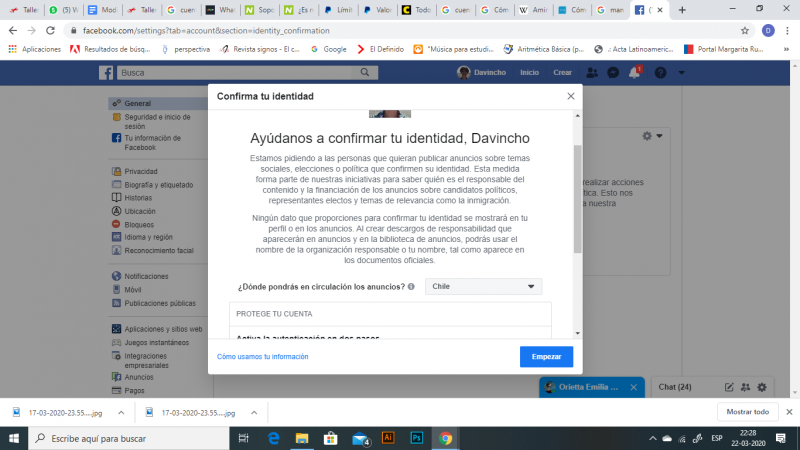 Talle
(5) V
Mod
Talle
cuen
What
Sopo
¿Es n
Límit
Valor
Todo
cuen
Cóm
Amir
Cóm
man
facebook.com/settings?tab=account&section=identity_confirmation
D
Aplicaciones
Resultados de búsq...
perspectiva
Revista signos - El c...
Google
El Definido
"Música para estudi...
Aritmética Básica (p...
.: Acta Latinoameric...
Portal Margarita Ru...
Busca
Davincho
Inicio
Crear
1
General
Seguridad e inicio de
sesión
Tu información de
Facebook
Privacidad
Biografía y etiquetado
Historias
Ubicación
Bloqueos
Idioma y región
Reconocimiento facial
Notificaciones
Móvil
Publicaciones públicas
Aplicaciones y sitios web
Juegos instantáneos
Integraciones
empresariales
Anuncios
Pagos
Confirma tu identidad
Ayúdanos a confirmar tu identidad, Davincho
Estamos pidiendo a las personas que quieran publicar anuncios sobre temas
sociales, elecciones o política que confirmen su identidad. Esta medida
forma parte de nuestras iniciativas para saber quién es el responsable del
contenido y la financiación de los anuncios sobre candidatos políticos,
representantes electos y temas de relevancia como la inmigración.
Ningún dato que proporciones para confirmar tu identidad se mostrará en tu
perfil o en los anuncios. Al crear descargos de responsabilidad que
aparecerán en anuncios y en la biblioteca de anuncios, podrás usar el
nombre de la organización responsable o tu nombre, tal como aparece en
los documentos oficiales.
¿Dónde pondrás en circulación los anuncios?
Chile
PROTEGE TU CUENTA
Activa la autenticación en dos pasos
Cómo usamos tu información
Empezar
realizar acciones
tica. Esto nos
nuestra
Orietta Emilia ...
Chat (24)
17-03-2020-23.55....jpg
17-03-2020-23.55....jpg
Mostrar todo
Escribe aquí para buscar
4
ESP
22:28
22-03-2020